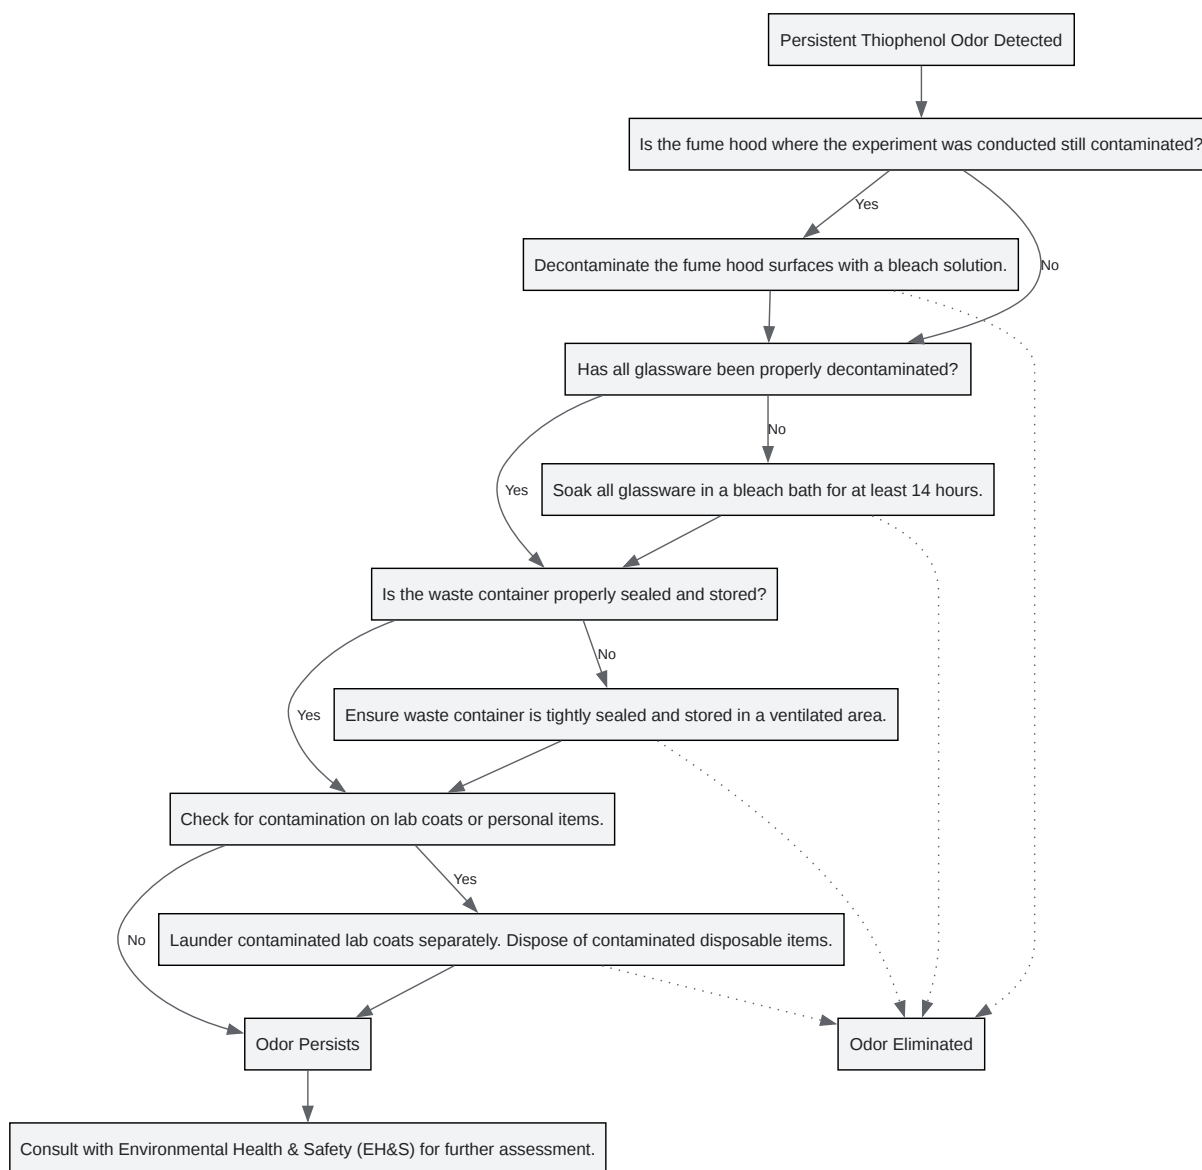 Persistent Thiophenol Odor Detected
Is the fume hood where the experiment was conducted still contaminated?
Yes
Decontaminate the fume hood surfaces with a bleach solution.
No
Has all glassware been properly decontaminated?
No
Yes
Soak all glassware in a bleach bath for at least 14 hours.
Is the waste container properly sealed and stored?
No
Yes
Ensure waste container is tightly sealed and stored in a ventilated area.
Check for contamination on lab coats or personal items.
Yes
No
Launder contaminated lab coats separately. Dispose of contaminated disposable items.
Odor Persists
Odor Eliminated
Consult with Environmental Health & Safety (EH&S) for further assessment.